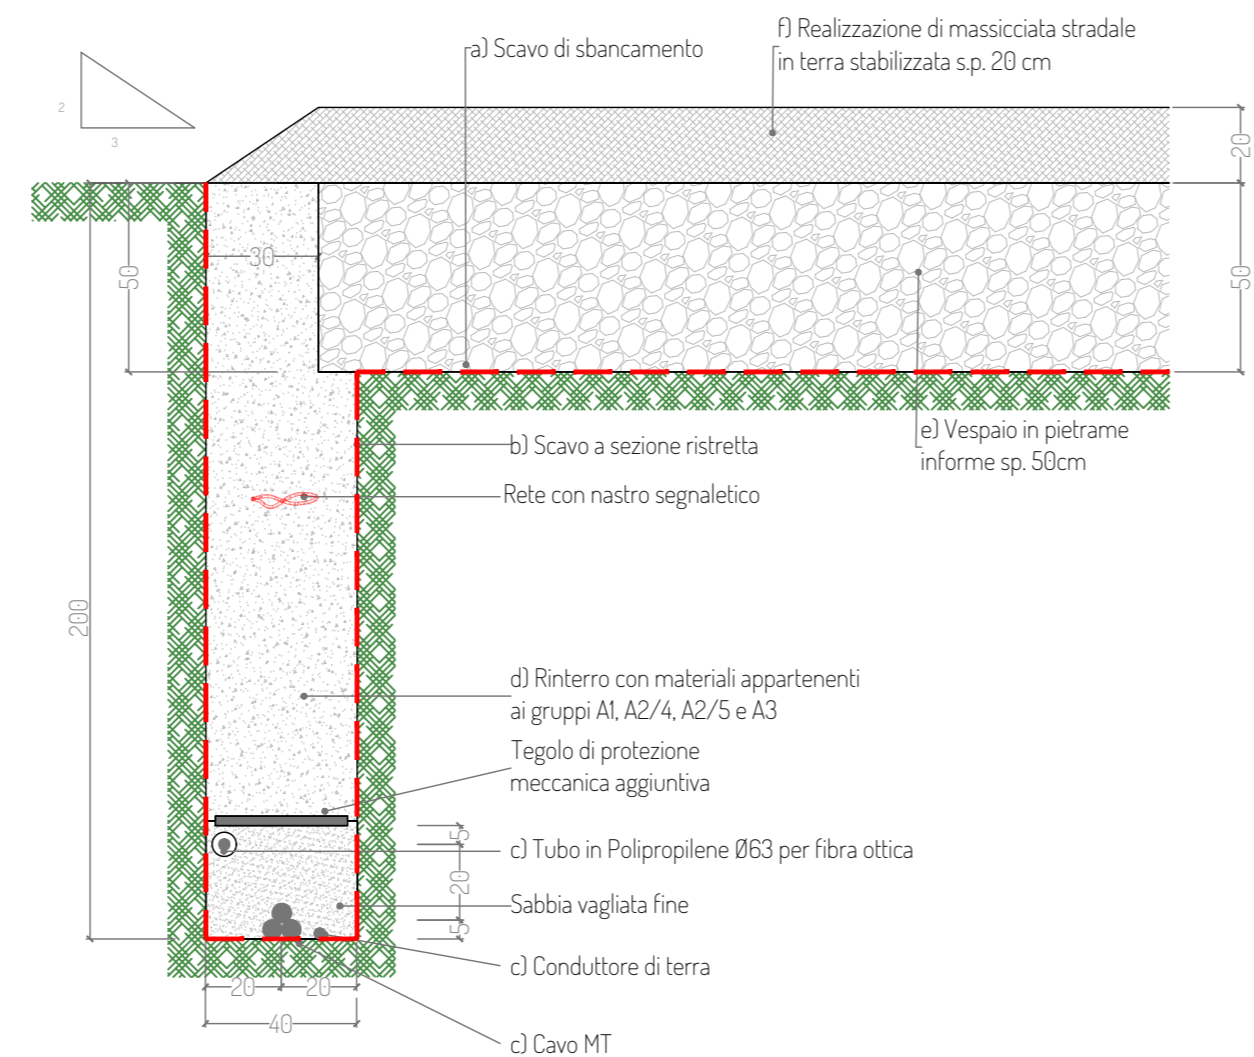 f) Realizzazione di massicciata stradale
in terra stabilizzata s.p. 20 cm
a) Scavo di sbancamento
2
3
20
50
30
50
e) Vespaio in pietrame
informe sp. 50cm
b) Scavo a sezione ristretta
Rete con nastro segnaletico
200
d) Rinterro con materiali appartenenti
ai gruppi A1, A2/4, A2/5 e A3
Tegolo di protezione
meccanica aggiuntiva
5
c) Tubo in Polipropilene Ø63 per fibra ottica
20
Sabbia vagliata fine
5
c) Conduttore di terra
20
20
40
c) Cavo MT